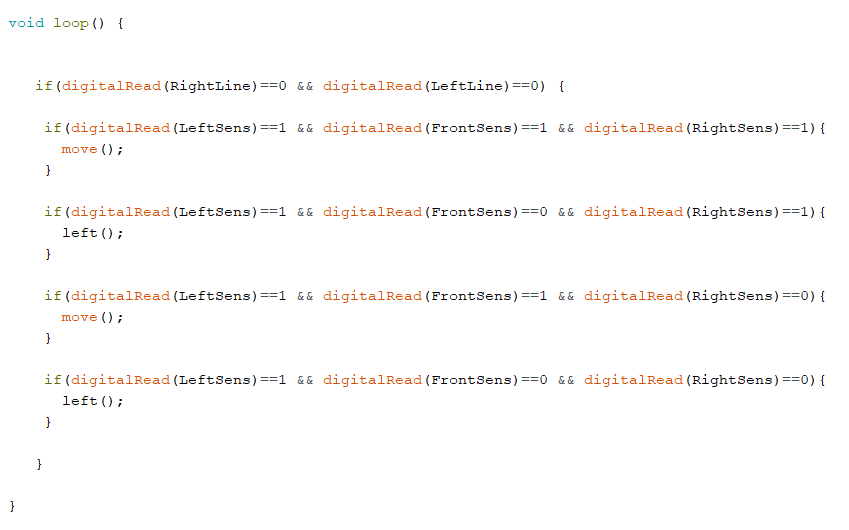 void loop() {
if(digitalRead(RightLine)==0 && digitalRead(LeftLine)==0) {
if(digitalRead(LeftSens)==1 && digitalRead(FrontSens)==1 && digitalRead(RightSens)==1){
move();
}
if(digitalRead(LeftSens)==1 && digitalRead(FrontSens)==0 && digitalRead(RightSens)==1){
left();
}
if(digitalRead(LeftSens)==1 && digitalRead(FrontSens)==1 && digitalRead(RightSens)==0){
move();
}
if(digitalRead(LeftSens)==1 && digitalRead(FrontSens)==0 && digitalRead(RightSens)==0){
left();
}
}
}